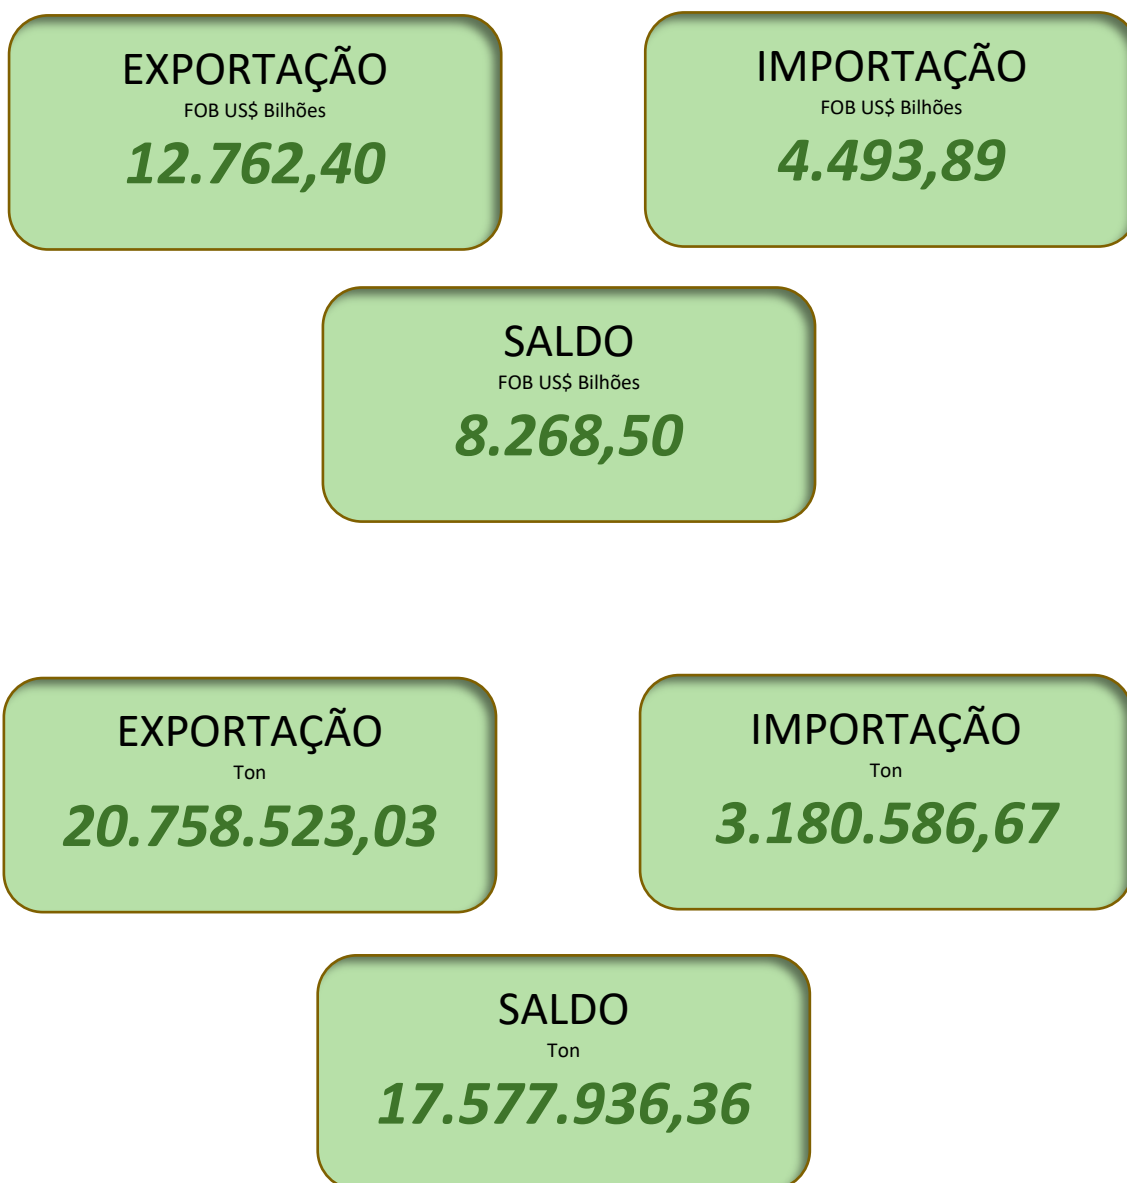 EXPORTAÇÃO
FOB US$ Bilhões
12.762,40
IMPORTAÇÃO
FOB US$ Bilhões
4.493,89
SALDO
FOB US$ Bilhões
8.268,50
EXPORTAÇÃO
Ton
20.758.523,03
IMPORTAÇÃO
Ton
3.180.586,67
SALDO
Ton
17.577.936,36